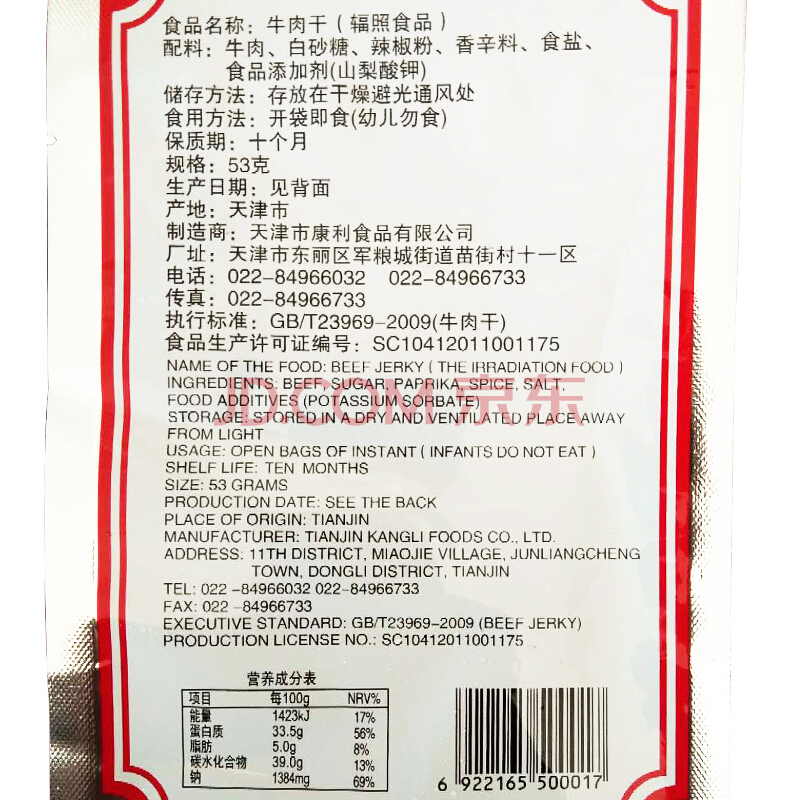 食品名称：牛肉干（辐照食品）
配料：牛肉、白砂糖、辣椒粉、香辛料、食盐、
食品添加剂(山梨酸钾)
储存方法：存放在干燥避光通风处
食用方法：开袋即食(幼儿勿食)
保质期：十个月
规格：53克
生产日期：见背面
产地：天津市
制造商：天津市康利食品有限公司
厂址：天津市东丽区军粮城街道苗街村十一区
电话：022-84966032 022-84966733
传真：022-84966733
执行标准：GB/T23969-2009(牛肉干)
食品生产许可证编号：SC10412011001175
NAME OF THE FOOD: BEEF JERKY ( THE IRRADIATION FOOD )
INGREDIENTS: BEEF, SUGAR, PAPRIKA, SPICE, SALT,
JD.COM 京东
FOOD ADDITIVES (POTASSIUM SORBATE)
STORAGE: STORED IN A DRY AND VENTILATED PLACE AWAY
FROM LIGHT
USAGE: OPEN BAGS OF INSTANT ( INFANTS DO NOT EAT )
SHELF LIFE: TEN MONTHS
SIZE: 53 GRAMS
PRODUCTION DATE: SEE THE BACK
PLACE OF ORIGIN: TIANJIN
MANUFACTURER: TIANJIN KANGLI FOODS CO., LTD.
ADDRESS: 11TH DISTRICT, MIAOJIE VILLAGE, JUNLIANGCHENG
TOWN, DONGLI DISTRICT, TIANJIN
TEL: 022 -84966032 022-84966733
FAX: 022 -84966733
EXECUTIVE STANDARD: GB/T23969-2009 (BEEF JERKY)
PRODUCTION LICENSE NO.: SC10412011001175
营养成分表
项目 每100g NRV%
能量 1423kJ 17%
蛋白质 33.5g 56%
脂肪 5.0g 8%
碳水化合物 39.0g 13%
钠 1384mg 69%
6 922165 500017